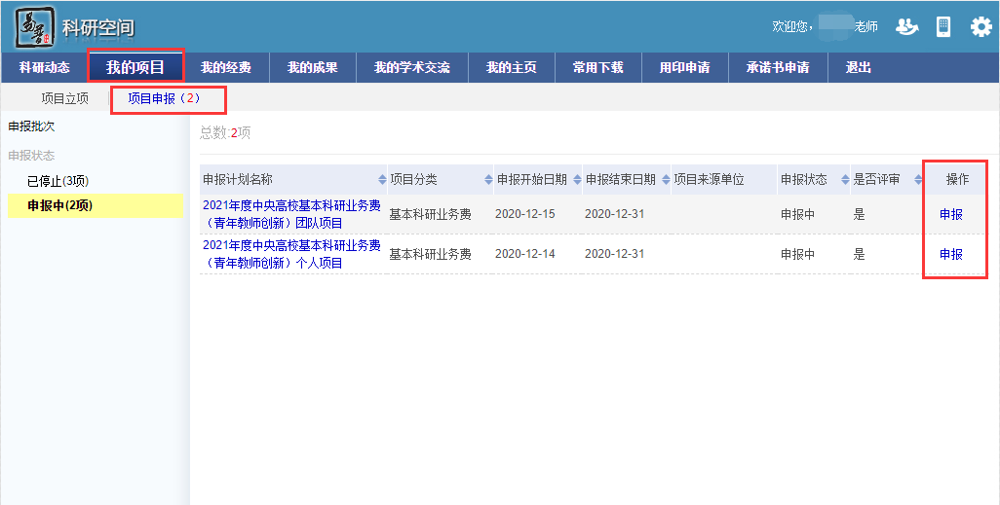 易普
科研空间
欢迎您， 老师
科研动态 我的项目 我的经费 我的成果 我的学术交流 我的主页 常用下载 用印申请 承诺书申请 退出
项目立项 项目申报（2）
申报批次
申报状态
已停止(3项)
申报中(2项)
总数:2项
申报计划名称 项目分类 申报开始日期 申报结束日期 项目来源单位 申报状态 是否评审 操作
2021年度中央高校基本科研业务费
（青年教师创新）团队项目
基本科研业务费 2020-12-15 2020-12-31 申报中 是 申报
2021年度中央高校基本科研业务费
（青年教师创新）个人项目
基本科研业务费 2020-12-14 2020-12-31 申报中 是 申报